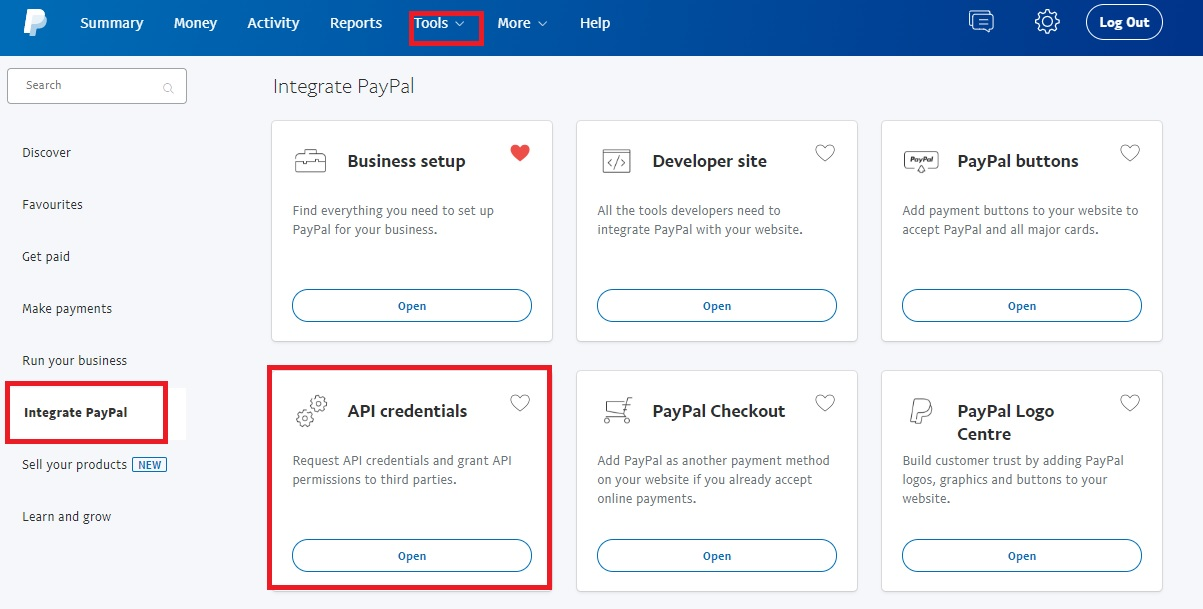 Summary Money Activity Reports Tools More Help Log Out
Search
Discover
Favourites
Get paid
Make payments
Run your business
Integrate PayPal
Sell your products NEW
Learn and grow
Integrate PayPal
Business setup
Find everything you need to set up
PayPal for your business.
Open
Developer site
All the tools developers need to
integrate PayPal with your website.
Open
PayPal buttons
PayPal
Add payment buttons to your website to
accept PayPal and all major cards.
Open
API credentials
Request API credentials and grant API
permissions to third parties.
Open
PayPal Checkout
Add PayPal as another payment method
on your website if you already accept
online payments.
Open
PayPal Logo
Centre
Build customer trust by adding PayPal
logos, graphics and buttons to your
website.
Open